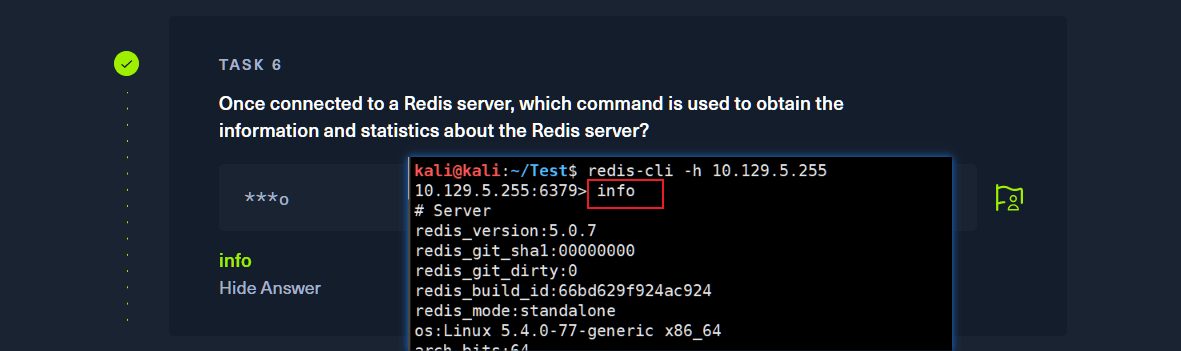 TASK 6
Once connected to a Redis server, which command is used to obtain the
information and statistics about the Redis server?
***o
info
Hide Answer
kali@kali:~/Test$ redis-cli -h 10.129.5.255
10.129.5.255:6379> info
# Server
redis_version:5.0.7
redis_git_sha1:00000000
redis_git_dirty:0
redis_build_id:66bd629f924ac924
redis_mode:standalone
os:Linux 5.4.0-77-generic x86_64
arch_bits:64